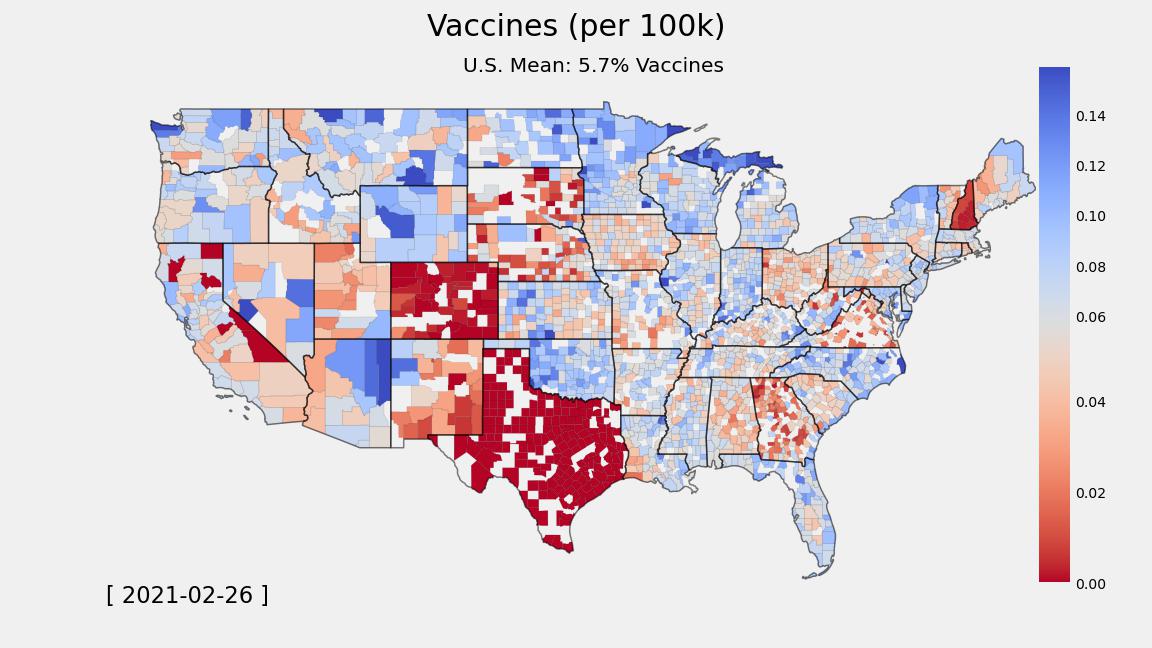 Vaccines (per 100k)
U.S. Mean: 5.7% Vaccines
0.14
0.12
0.10
0.08
0.06
0.04
0.02
0.00
[ 2021-02-26 ]